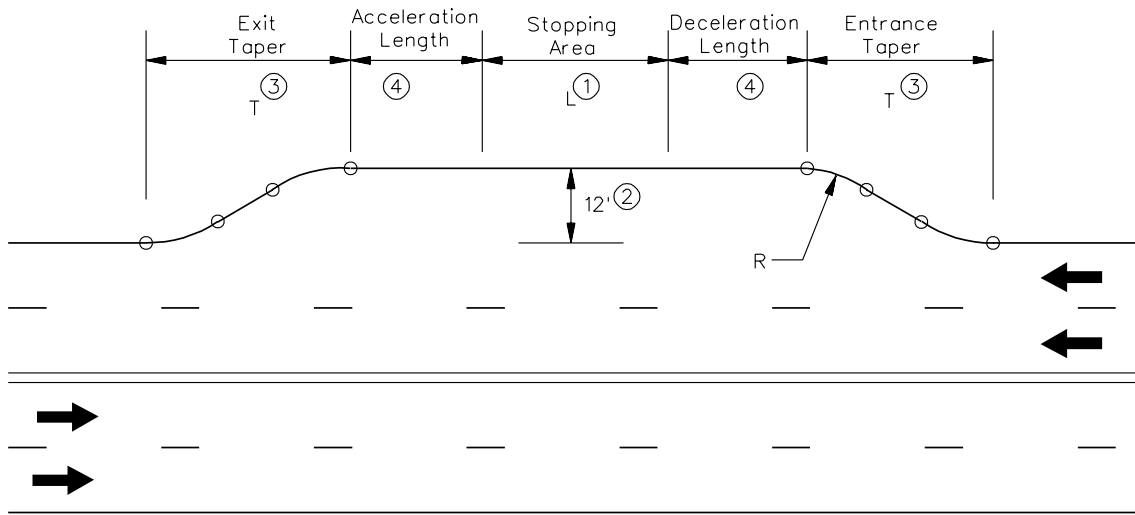 Exit
Taper
Acceleration
Length
Stopping
Area
Deceleration
Length
Entrance
Taper
T ③
④
L ①
④
T ③
12' ②
R